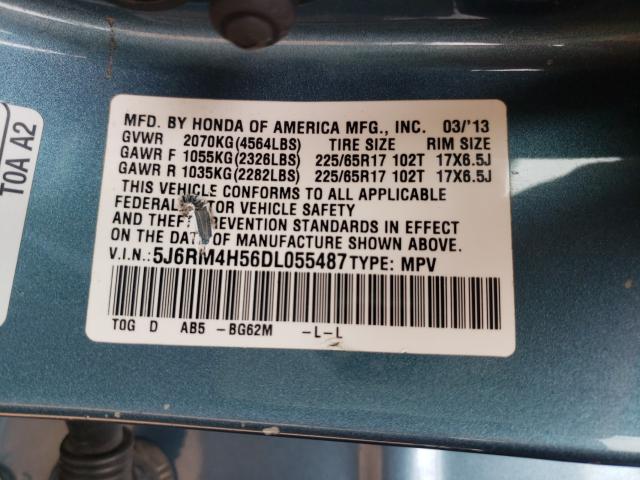 MFD. BY HONDA OF AMERICA MFG., INC. 03/'13
GVWR 2070KG(4564LBS) TIRE SIZE RIM SIZE
GAWR F 1055KG(2326LBS) 225/65R17 102T 17X6.5J
GAWR R 1035KG(2282LBS) 225/65R17 102T 17X6.5J
THIS VEHICLE CONFORMS TO ALL APPLICABLE
FEDERAL MOTOR VEHICLE SAFETY
AND THEFT PREVENTION STANDARDS IN EFFECT
ON THE DATE OF MANUFACTURE SHOWN ABOVE.
V.I.N.:5J6RM4H56DL055487 TYPE: MPV
TOG D AB5 -BG62M -L-L
TOA A2